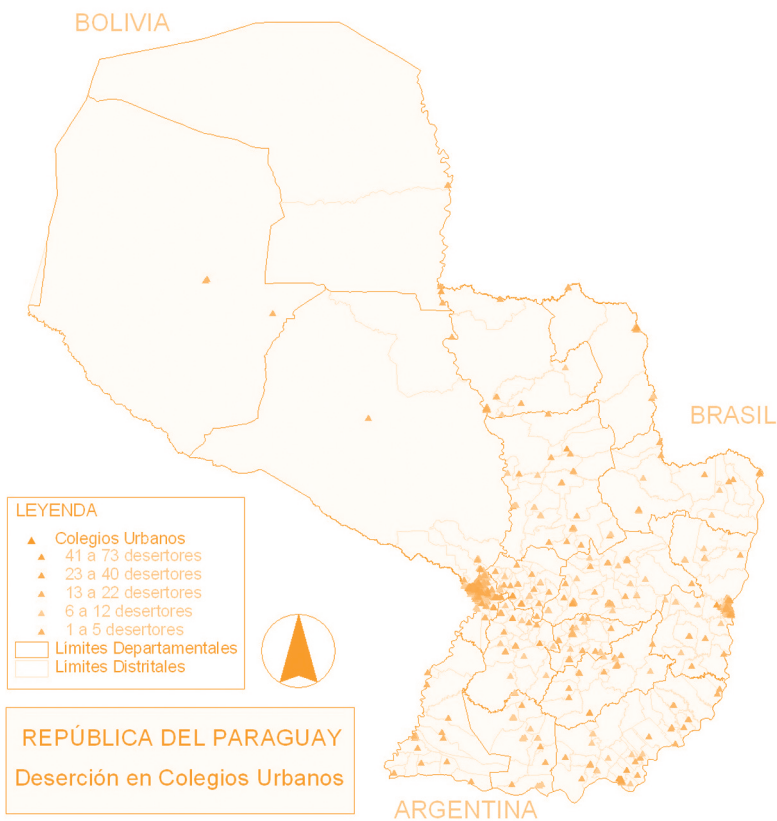 BOLIVIA
BRASIL
LEYENDA
Colegios Urbanos
41 a 73 desertores
23 a 40 desertores
13 a 22 desertores
6 a 12 desertores
1 a 5 desertores
Limites Departamentales
Limites Distritales
REPÚBLICA DEL PARAGUAY
Deserción en Colegios Urbanos
ARGENTINA